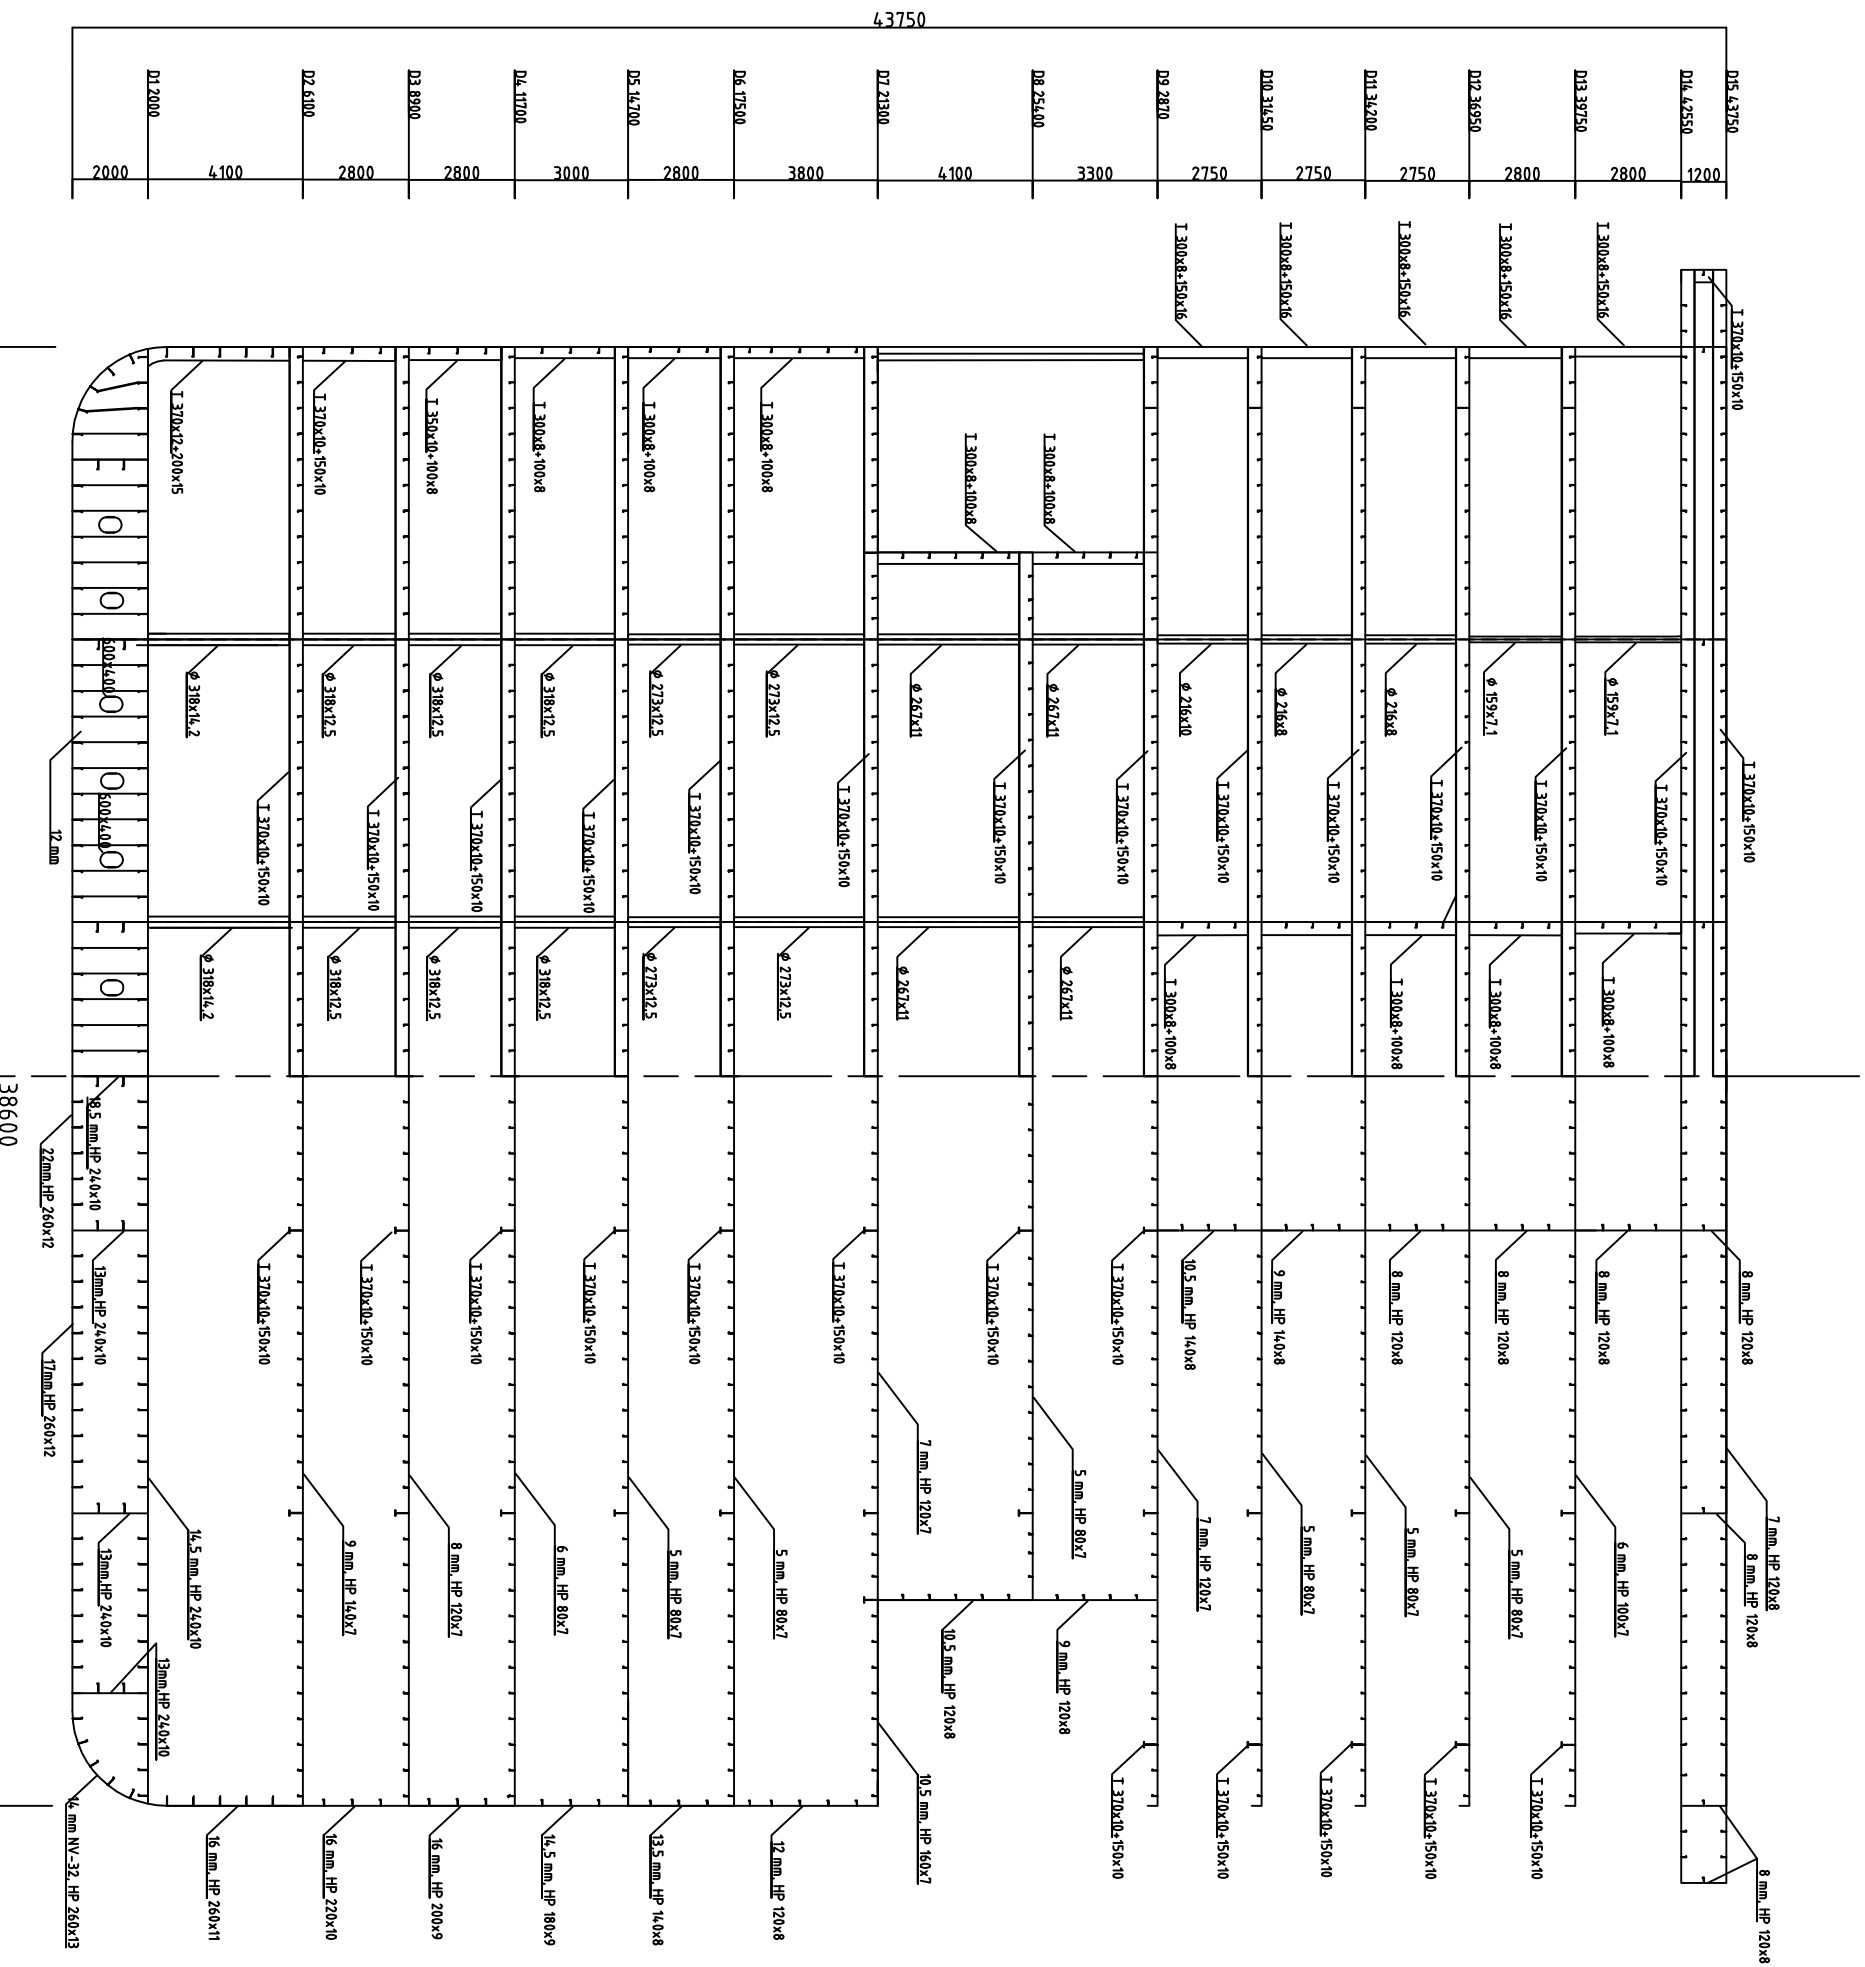 43750
D1 2000
D2 6100
D3 8900
D4 11700
D5 14700
D6 17500
D7 21300
D8 25400
D9 2870
D10 31450
D11 34200
D12 36950
D13 39750
D14 42550
D15 43750
2000
4100
2800
2800
3000
2800
3800
4100
3300
2750
2750
2750
2800
2800
1200
T 300x8+150x16
T 300x8+150x16
T 300x8+150x16
T 300x8+150x16
T 300x8+150x16
T 370x10+150x10
T 370x12+200x15
T 370x10+150x10
T 350x10+100x8
T 300x8+100x8
T 300x8+100x8
T 300x8+100x8
T 300x8+100x8
T 300x8+100x8
600x400
Ø 318x14,2
Ø 318x12,5
Ø 318x12,5
Ø 318x12,5
Ø 273x12,5
Ø 273x12,5
Ø 267x11
Ø 267x11
Ø 216x10
Ø 216x8
Ø 216x8
Ø 159x7,1
Ø 159x7,1
12 mm
600x400
T 370x10+150x10
T 370x10+150x10
T 370x10+150x10
T 370x10+150x10
T 370x10+150x10
T 370x10+150x10
T 370x10+150x10
T 370x10+150x10
T 370x10+150x10
T 370x10+150x10
T 370x10+150x10
T 370x10+150x10
T 370x10+150x10
T 370x10+150x10
Ø 318x14,2
Ø 318x12,5
Ø 318x12,5
Ø 318x12,5
Ø 273x12,5
Ø 273x12,5
Ø 267x11
Ø 267x11
T 300x8+100x8
T 300x8+100x8
T 300x8+100x8
T 300x8+100x8
38600
18,5 mm,HP 240x10
22mm,HP 260x12
13mm,HP 240x10
17mm,HP 260x12
T 370x10+150x10
T 370x10+150x10
T 370x10+150x10
T 370x10+150x10
T 370x10+150x10
T 370x10+150x10
T 370x10+150x10
T 370x10+150x10
10,5 mm, HP 140x8
9 mm, HP 140x8
8 mm, HP 120x8
8 mm, HP 120x8
8 mm, HP 120x8
8 mm, HP 120x8
13mm,HP 240x10
14,5 mm, HP 240x10
9 mm, HP 140x7
8 mm, HP 120x7
6 mm, HP 80x7
5 mm, HP 80x7
5 mm, HP 80x7
7 mm, HP 120x7
5 mm, HP 80x7
7 mm, HP 120x7
5 mm, HP 80x7
5 mm, HP 80x7
5 mm, HP 80x7
6 mm, HP 100x7
8 mm, HP 120x8
7 mm, HP 120x8
13mm,HP 240x10
10,5 mm, HP 120x8
9 mm, HP 120x8
14 mm NV-32, HP 260x13
16 mm, HP 260x11
16 mm, HP 220x10
16 mm, HP 200x9
14,5 mm, HP 180x9
13,5 mm, HP 140x8
12 mm, HP 120x8
10,5 mm, HP 160x7
T 370x10+150x10
T 370x10+150x10
T 370x10+150x10
T 370x10+150x10
T 370x10+150x10
8 mm, HP 120x8